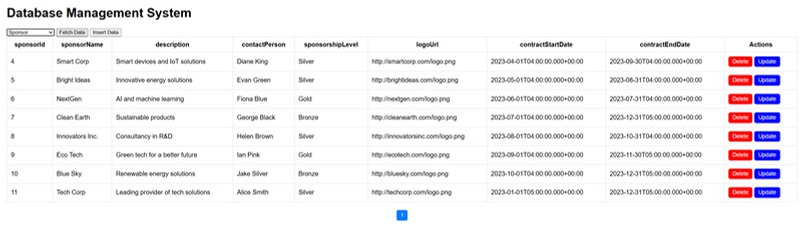 Database Management System
Sponsor Fetch Data Insert Data
sponsorId sponsorName description contactPerson sponsorshipLevel logoUrl contractStartDate contractEndDate Actions
4 Smart Corp Smart devices and IoT solutions Diane King Silver http://smartcorp.com/logo.png 2023-04-01T04:00:00.000+00:00 2023-09-30T04:00:00.000+00:00 Delete Update
5 Bright Ideas Innovative energy solutions Evan Green Silver http://brightideas.com/logo.png 2023-05-01T04:00:00.000+00:00 2023-08-31T04:00:00.000+00:00 Delete Update
6 NextGen AI and machine learning Fiona Blue Gold http://nextgen.com/logo.png 2023-06-01T04:00:00.000+00:00 2023-07-31T04:00:00.000+00:00 Delete Update
7 Clean Earth Sustainable products George Black Bronze http://cleanearth.com/logo.png 2023-07-01T04:00:00.000+00:00 2023-12-31T05:00:00.000+00:00 Delete Update
8 Innovators Inc. Consultancy in R&D Helen Brown Silver http://innovatorsinc.com/logo.png 2023-08-01T04:00:00.000+00:00 2023-10-31T04:00:00.000+00:00 Delete Update
9 Eco Tech Green tech for a better future Ian Pink Gold http://ecotech.com/logo.png 2023-09-01T04:00:00.000+00:00 2023-11-30T05:00:00.000+00:00 Delete Update
10 Blue Sky Renewable energy solutions Jake Silver Bronze http://bluesky.com/logo.png 2023-10-01T04:00:00.000+00:00 2023-12-31T05:00:00.000+00:00 Delete Update
11 Tech Corp Leading provider of tech solutions Alice Smith Silver http://techcorp.com/logo.png 2023-01-01T05:00:00.000+00:00 2023-12-31T05:00:00.000+00:00 Delete Update
1